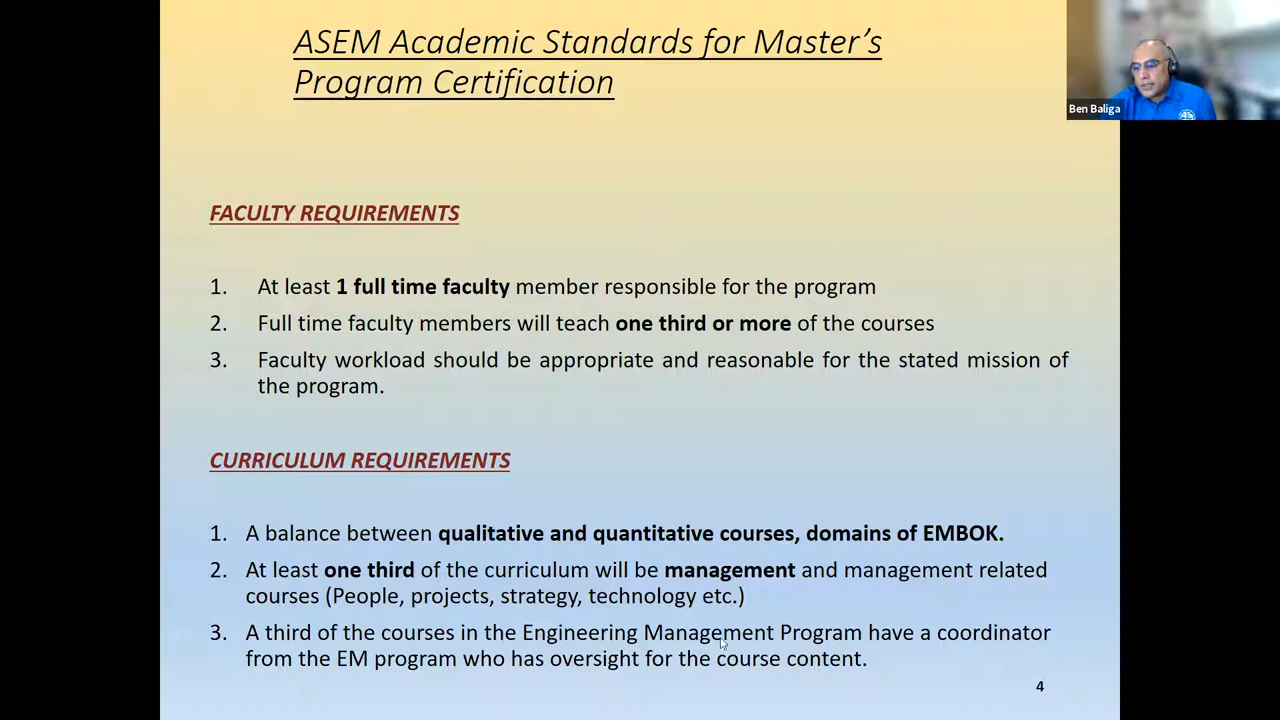 ASEM Academic Standards for Master’s
Program Certification
Ben Baliga
FACULTY REQUIREMENTS
1. At least 1 full time faculty member responsible for the program
2. Full time faculty members will teach one third or more of the courses
3. Faculty workload should be appropriate and reasonable for the stated mission of
the program.
CURRICULUM REQUIREMENTS
1. A balance between qualitative and quantitative courses, domains of EMBOK.
2. At least one third of the curriculum will be management and management related
courses (People, projects, strategy, technology etc.)
3. A third of the courses in the Engineering Management Program have a coordinator
from the EM program who has oversight for the course content.
4